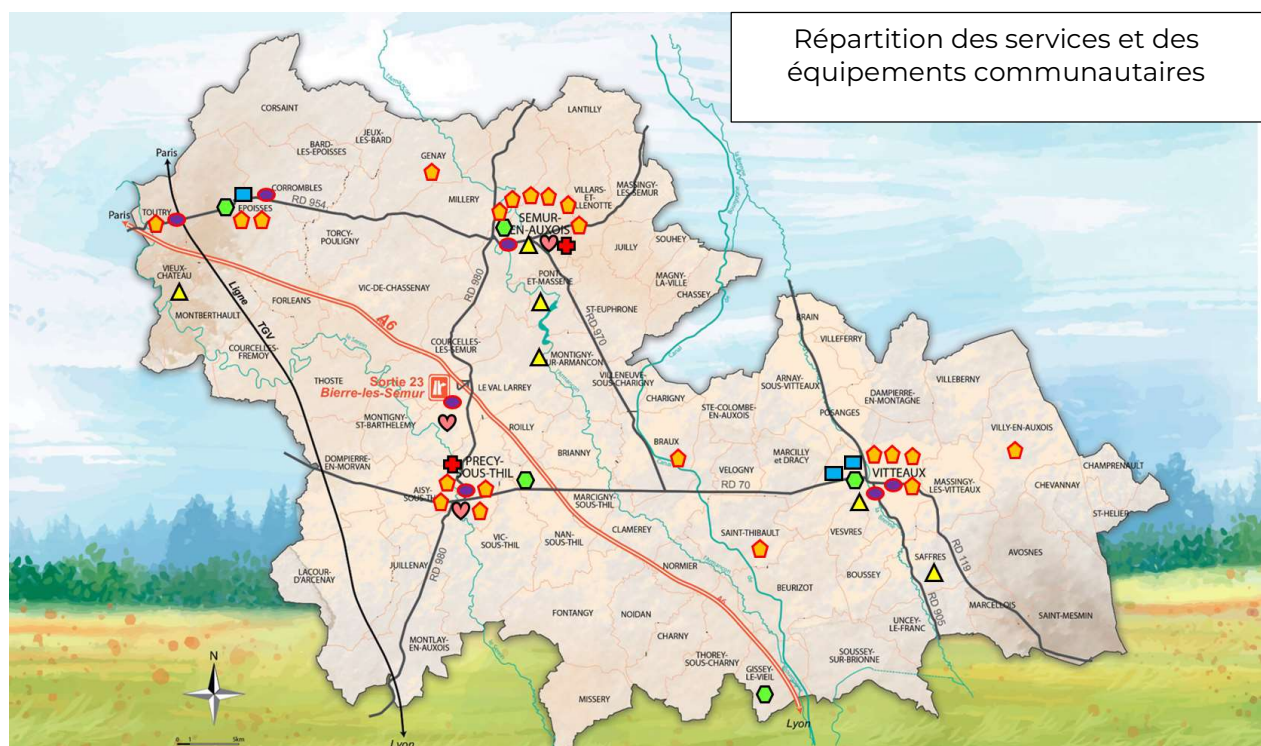 Répartition des services et des
équipements communautaires
CORSAINT
LANTILLY
JEUX-
LES-BARD
BARD-
LES-EPOISSES
GENAY
Paris
CORROMBLES
RD 954
MILLERY
VILLARS-
ET-
VILLENOTTE
MASSINGY-
LES-SEMUR
TOUTRY
EPOISSES
Paris
SEMUR-
EN-AUXOIS
TORCY-
POULIGNY
JUILLY
SOUHEY
VIEUX-
CHATEAU
PONT-
ET-MASSENE
MAGNY-
LA-VILLE
CHASSEY
VIC-DE-CHASSENAY
RD 980
Ligne
TGV
FORLEANS
MONTBERTHAULT
A6
ST-EUPHRONE
RD 970
BRAIN
VILLEFERRY
COURCELLES-
FREMOY
COURCELLES-
LES-SEMUR
MONTIGNY-
SUR-ARMANCON
VILLENEUVE-
SOUS-CHARIGNY
THOSTE
Sortie 23
Bierre-les-Semur
LE VAL LARREY
ARNAY-
SOUS-VITTEAUX
VILLEBERNY
DAMPIERRE-
EN-MONTAGNE
CHARIGNY
STE-COLOMBE-
EN-AUXOIS
POSANGES
MONTIGNY-
ST-BARTHELEMY
ROILLY
VILLY-EN-AUXOIS
BRAUX
MARCILLY
et DRACY
DOMPIERRE-
EN-MORVAN
PRECY-
SOUS-THIL
BRIANNY
VELOGNY
VITTEAUX
CHAMPRENAULT
RD 70
MASSINGY-
LES-VITTEAUX
CHEVANNAY
AISY-
MARCIGNY-
SOUS-THIL
ST-HELIER
CLAMEREY
SAINT-THIBAULT
VESVRES
VIC-
SOUS-THIL
NAN-
SOUS-THIL
SAFFRES
AVOSNES
RD 119
RD 980
JUILLENAY
NORMIER
BOUSSEY
LACOUR-
D'ARCENAY
BEURIZOT
RD 905
MARCELLOIS
SAINT-MESMIN
FONTANGY
NOIDAN
UNCEY-
LE-FRANC
CHARNY
MONTLAY-
EN-AUXOIS
THOREY-
SOUS-CHARNY
SOUSSEY-
SUR-BRIONNE
GISSEY-
LE-VIEIL
N
MISSERY
Lyon
Lyon
0 1 5km